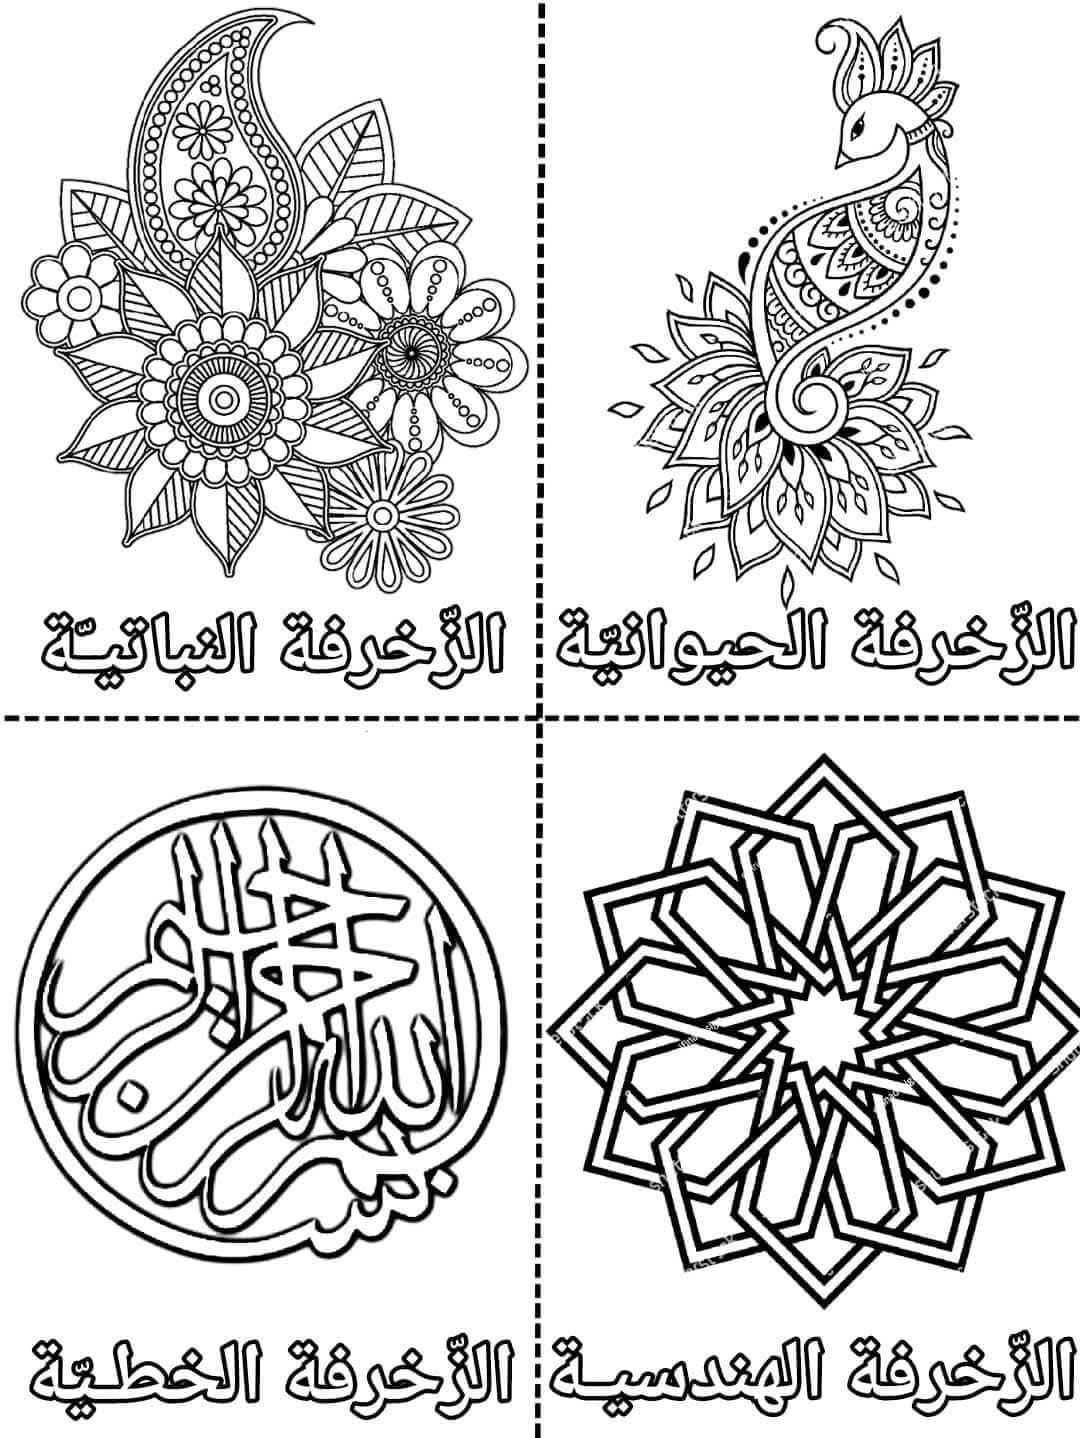 الزّخرفة الحيوانيّة
الزّخرفة النباتيّة
الزّخرفة الهندسية
بسم الله الرحمن الرحيم
الزّخرفة الخطيّة